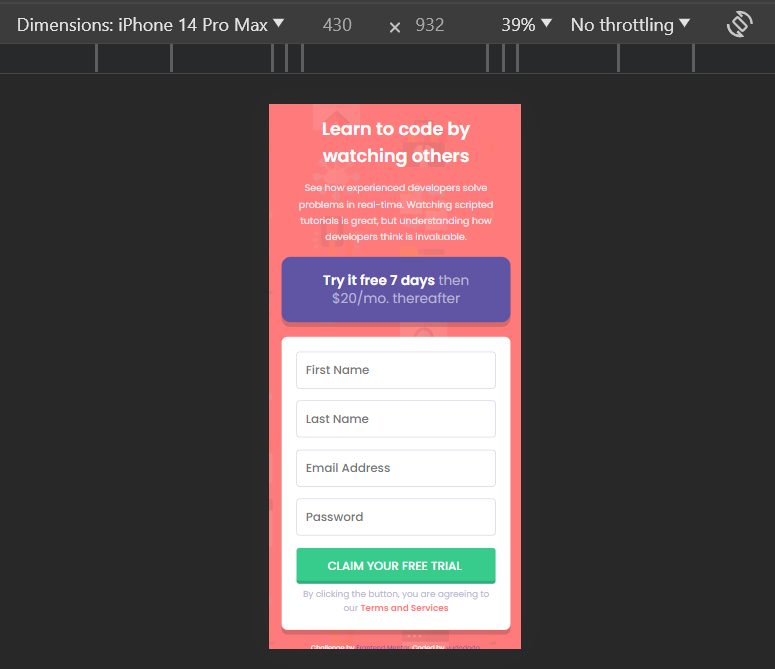 Dimensions: iPhone 14 Pro Max 430 × 932 39% No throttling
Learn to code by
watching others
See how experienced developers solve
problems in real-time. Watching scripted
tutorials is great, but understanding how
developers think is invaluable.
Try it free 7 days then
$20/mo. thereafter
First Name
Last Name
Email Address
Password
CLAIM YOUR FREE TRIAL
By clicking the button, you are agreeing to
our Terms and Services
Challenge by Frontend Mentor. Coded by